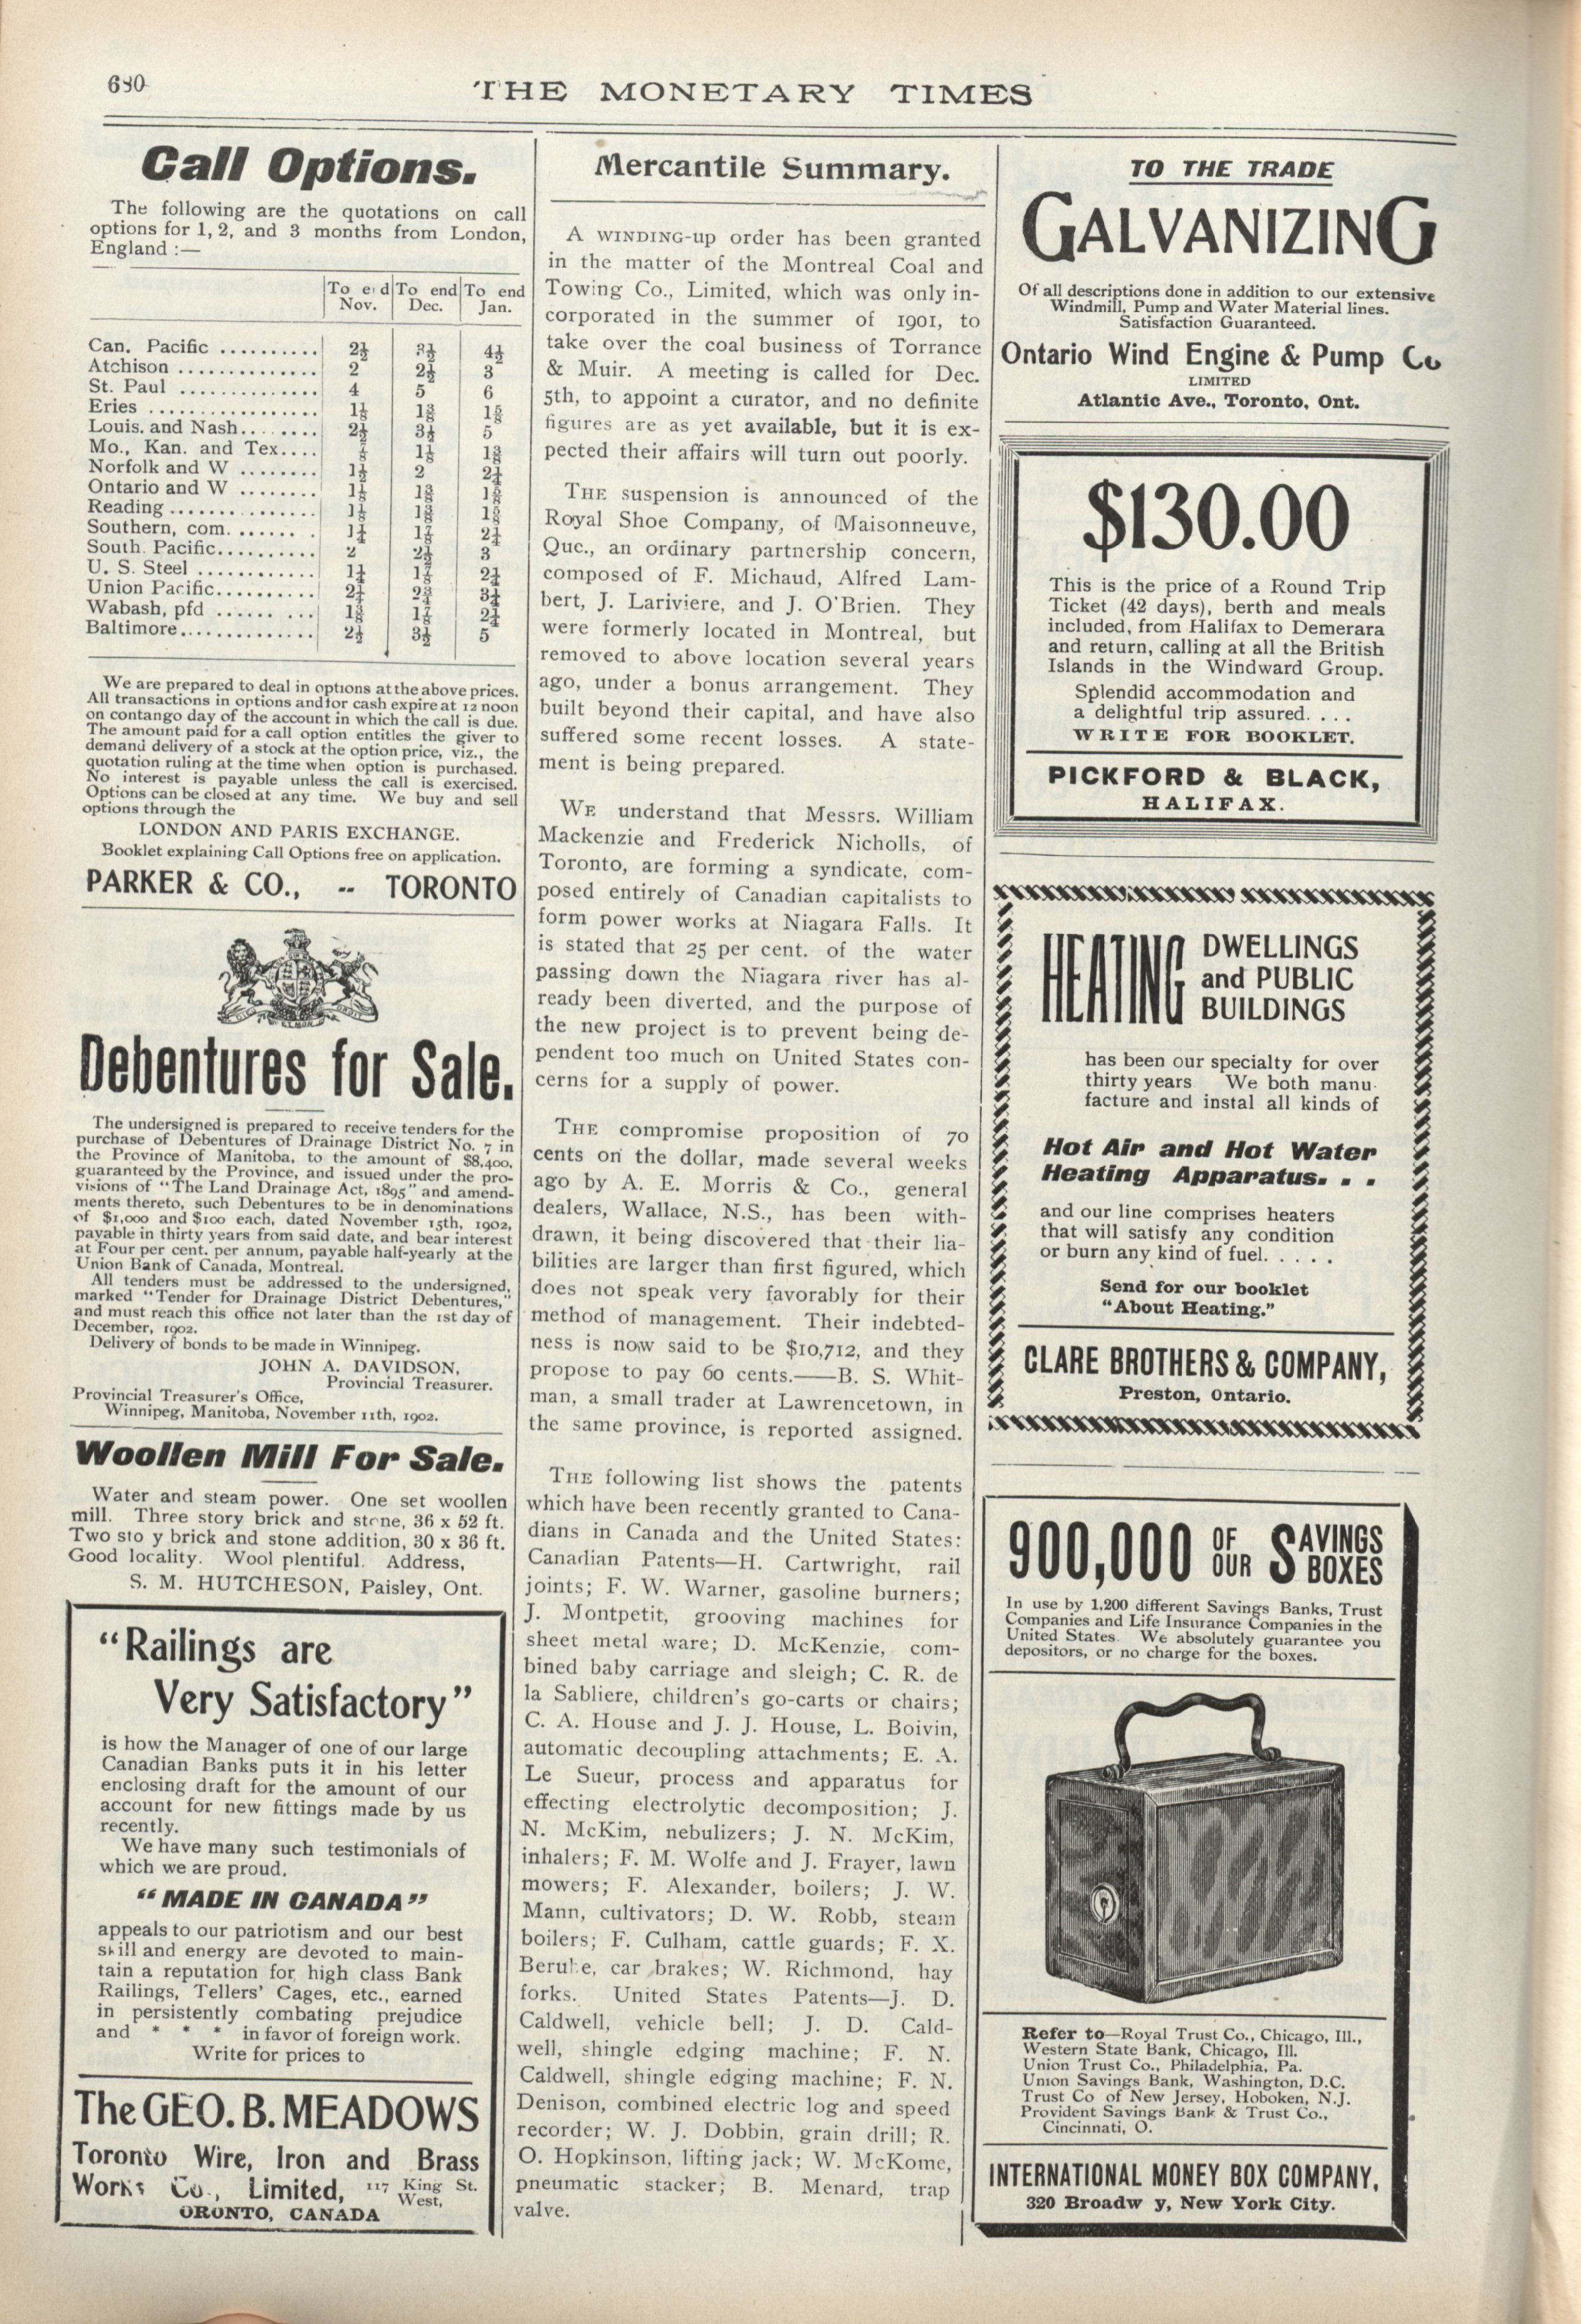 THE MONETARY TIMES
Call Options.
The following are the quotations on call
options for 1, 2, and 3 months from London,
England :—
To e d To end To end
Nov. Dec. Jan.
Can. Pacific .......... 2½ 3½ 4½
Atchison .............. 2 2½ 3
St. Paul .............. 4 5 6
Eries ................. 1⅛ 1⅜ 1⅝
Louis. and Nash........ 2½ 3½ 5
Mo., Kan. and Tex.... ⅞ 1⅛ 1⅜
Norfolk and W ........ 1½ 2 2¼
Ontario and W ........ 1⅛ 1⅜ 1⅝
Reading............... 1⅛ 1⅜ 1⅝
Southern, com........ 1¼ 1⅞ 2¼
South. Pacific.......... 2 2½ 3
U. S. Steel ............ 1¼ 1⅞ 2¼
Union Pacific.......... 2¼ 2¾ 3¼
Wabash, pfd ...... ... 1⅜ 1⅞ 2¼
Baltimore.............. 2½ 3½ 5
We are prepared to deal in options at the above prices.
All transactions in options and for cash expire at 12 noon
on contango day of the account in which the call is due.
The amount paid for a call option entitles the giver to
demand delivery of a stock at the option price, viz., the
quotation ruling at the time when option is purchased.
No interest is payable unless the call is exercised.
Options can be closed at any time. We buy and sell
options through the
LONDON AND PARIS EXCHANGE.
Booklet explaining Call Options free on application.
PARKER & CO., -- TORONTO
Debentures for Sale.
The undersigned is prepared to receive tenders for the
purchase of Debentures of Drainage District No. 7 in
the Province of Manitoba, to the amount of $8,400,
guaranteed by the Province, and issued under the pro-
visions of "The Land Drainage Act, 1895" and amend-
ments thereto, such Debentures to be in denominations
of $1,000 and $100 each, dated November 15th, 1902,
payable in thirty years from said date, and bear interest
at Four per cent. per annum, payable half-yearly at the
Union Bank of Canada, Montreal.
All tenders must be addressed to the undersigned,
marked "Tender for Drainage District Debentures,"
and must reach this office not later than the 1st day of
December, 1902.
Delivery of bonds to be made in Winnipeg.
JOHN A. DAVIDSON,
Provincial Treasurer.
Provincial Treasurer's Office,
Winnipeg, Manitoba, November 11th, 1902.
Woollen Mill For Sale.
Water and steam power. One set woollen
mill. Three story brick and stone, 36 x 52 ft.
Two sto y brick and stone addition, 30 x 36 ft.
Good locality. Wool plentiful. Address,
S. M. HUTCHESON, Paisley, Ont.
"Railings are
Very Satisfactory"
is how the Manager of one of our large
Canadian Banks puts it in his letter
enclosing draft for the amount of our
account for new fittings made by us
recently.
We have many such testimonials of
which we are proud.
"MADE IN CANADA"
appeals to our patriotism and our best
skill and energy are devoted to main-
tain a reputation for high class Bank
Railings, Tellers' Cages, etc., earned
in persistently combating prejudice
and * * * in favor of foreign work.
Write for prices to
The GEO. B. MEADOWS
Toronto Wire, Iron and Brass
Works Co., Limited, 117 King St.
West,
ORONTO, CANADA
Mercantile Summary.
A WINDING-up order has been granted
in the matter of the Montreal Coal and
Towing Co., Limited, which was only in-
corporated in the summer of 1901, to
take over the coal business of Torrance
& Muir. A meeting is called for Dec.
5th, to appoint a curator, and no definite
figures are as yet available, but it is ex-
pected their affairs will turn out poorly.
THE suspension is announced of the
Royal Shoe Company, of Maisonneuve,
Que., an ordinary partnership concern,
composed of F. Michaud, Alfred Lam-
bert, J. Lariviere, and J. O'Brien. They
were formerly located in Montreal, but
removed to above location several years
ago, under a bonus arrangement. They
built beyond their capital, and have also
suffered some recent losses. A state-
ment is being prepared.
WE understand that Messrs. William
Mackenzie and Frederick Nicholls, of
Toronto, are forming a syndicate, com-
posed entirely of Canadian capitalists to
form power works at Niagara Falls. It
is stated that 25 per cent. of the water
passing down the Niagara river has al-
ready been diverted, and the purpose of
the new project is to prevent being de-
pendent too much on United States con-
cerns for a supply of power.
THE compromise proposition of 70
cents on the dollar, made several weeks
ago by A. E. Morris & Co., general
dealers, Wallace, N.S., has been with-
drawn, it being discovered that their lia-
bilities are larger than first figured, which
does not speak very favorably for their
method of management. Their indebted-
ness is now said to be $10,712, and they
propose to pay 60 cents.——B. S. Whit-
man, a small trader at Lawrencetown, in
the same province, is reported assigned.
THE following list shows the patents
which have been recently granted to Cana-
dians in Canada and the United States:
Canadian Patents—H. Cartwright, rail
joints; F. W. Warner, gasoline burners;
J. Montpetit, grooving machines for
sheet metal ware; D. McKenzie, com-
bined baby carriage and sleigh; C. R. de
la Sabliere, children's go-carts or chairs;
C. A. House and J. J. House, L. Boivin,
automatic decoupling attachments; E. A.
Le Sueur, process and apparatus for
effecting electrolytic decomposition; J.
N. McKim, nebulizers; J. N. McKim,
inhalers; F. M. Wolfe and J. Frayer, lawn
mowers; F. Alexander, boilers; J. W.
Mann, cultivators; D. W. Robb, steam
boilers; F. Culham, cattle guards; F. X.
car brakes; W. Richmond, hay
forks. United States Patents—J. D.
Caldwell, vehicle bell; J. D. Cald-
well, shingle edging machine; F. N.
Caldwell, shingle edging machine; F. N.
Denison, combined electric log and speed
recorder; W. J. Dobbin, grain drill; R.
O. Hopkinson, lifting jack; W. McKome,
pneumatic stacker; B. Menard, trap
valve.
TO THE TRADE
GALVANIZING
Of all descriptions done in addition to our extensive
Windmill, Pump and Water Material lines.
Satisfaction Guaranteed.
Ontario Wind Engine & Pump Co
LIMITED
Atlantic Ave., Toronto, Ont.
$130.00
This is the price of a Round Trip
Ticket (42 days), berth and meals
included, from Halifax to Demerara
and return, calling at all the British
Islands in the Windward Group.
Splendid accommodation and
a delightful trip assured. . . .
WRITE FOR BOOKLET.
PICKFORD & BLACK,
HALIFAX.
HEATING DWELLINGS
and PUBLIC
BUILDINGS
has been our specialty for over
thirty years We both manu-
facture and instal all kinds of
Hot Air and Hot Water
Heating Apparatus. . .
and our line comprises heaters
that will satisfy any condition
or burn any kind of fuel. . . . .
Send for our booklet
"About Heating."
CLARE BROTHERS & COMPANY,
Preston, Ontario.
900,000 OF OUR SAVINGS BOXES
In use by 1,200 different Savings Banks, Trust
Companies and Life Insurance Companies in the
United States. We absolutely guarantee you
depositors, or no charge for the boxes.
Refer to—Royal Trust Co., Chicago, Ill.,
Western State Bank, Chicago, Ill.
Union Trust Co., Philadelphia, Pa.
Union Savings Bank, Washington, D.C.
Trust Co of New Jersey, Hoboken, N.J.
Provident Savings Bank & Trust Co.,
Cincinnati, O.
INTERNATIONAL MONEY BOX COMPANY,
320 Broadw y, New York City.